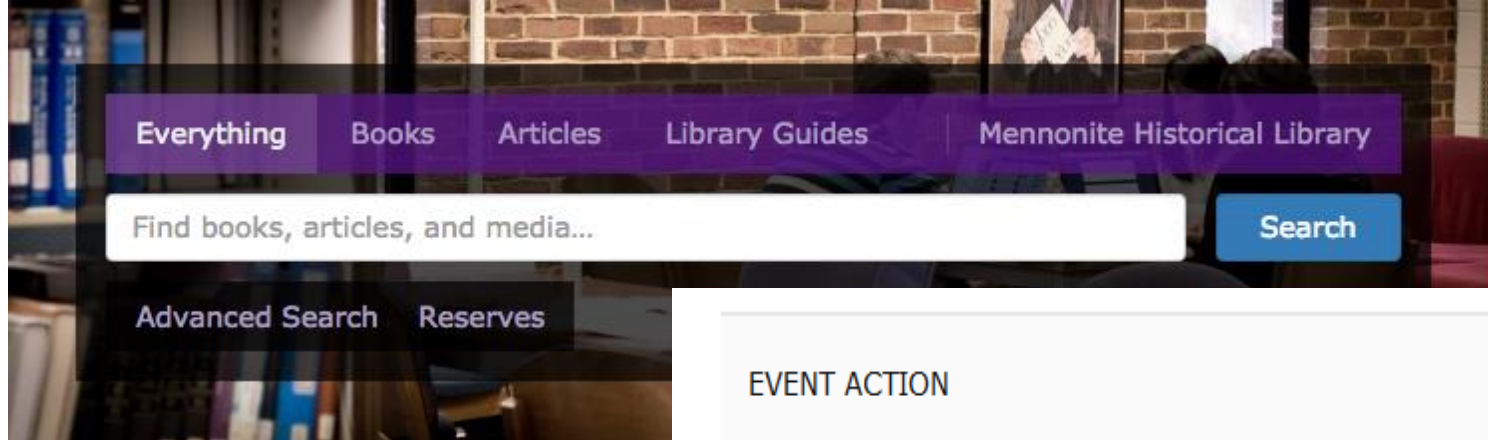 Everything Books Articles Library Guides Mennonite Historical Library
Find books, articles, and media...
Search
Advanced Search Reserves
EVENT ACTION